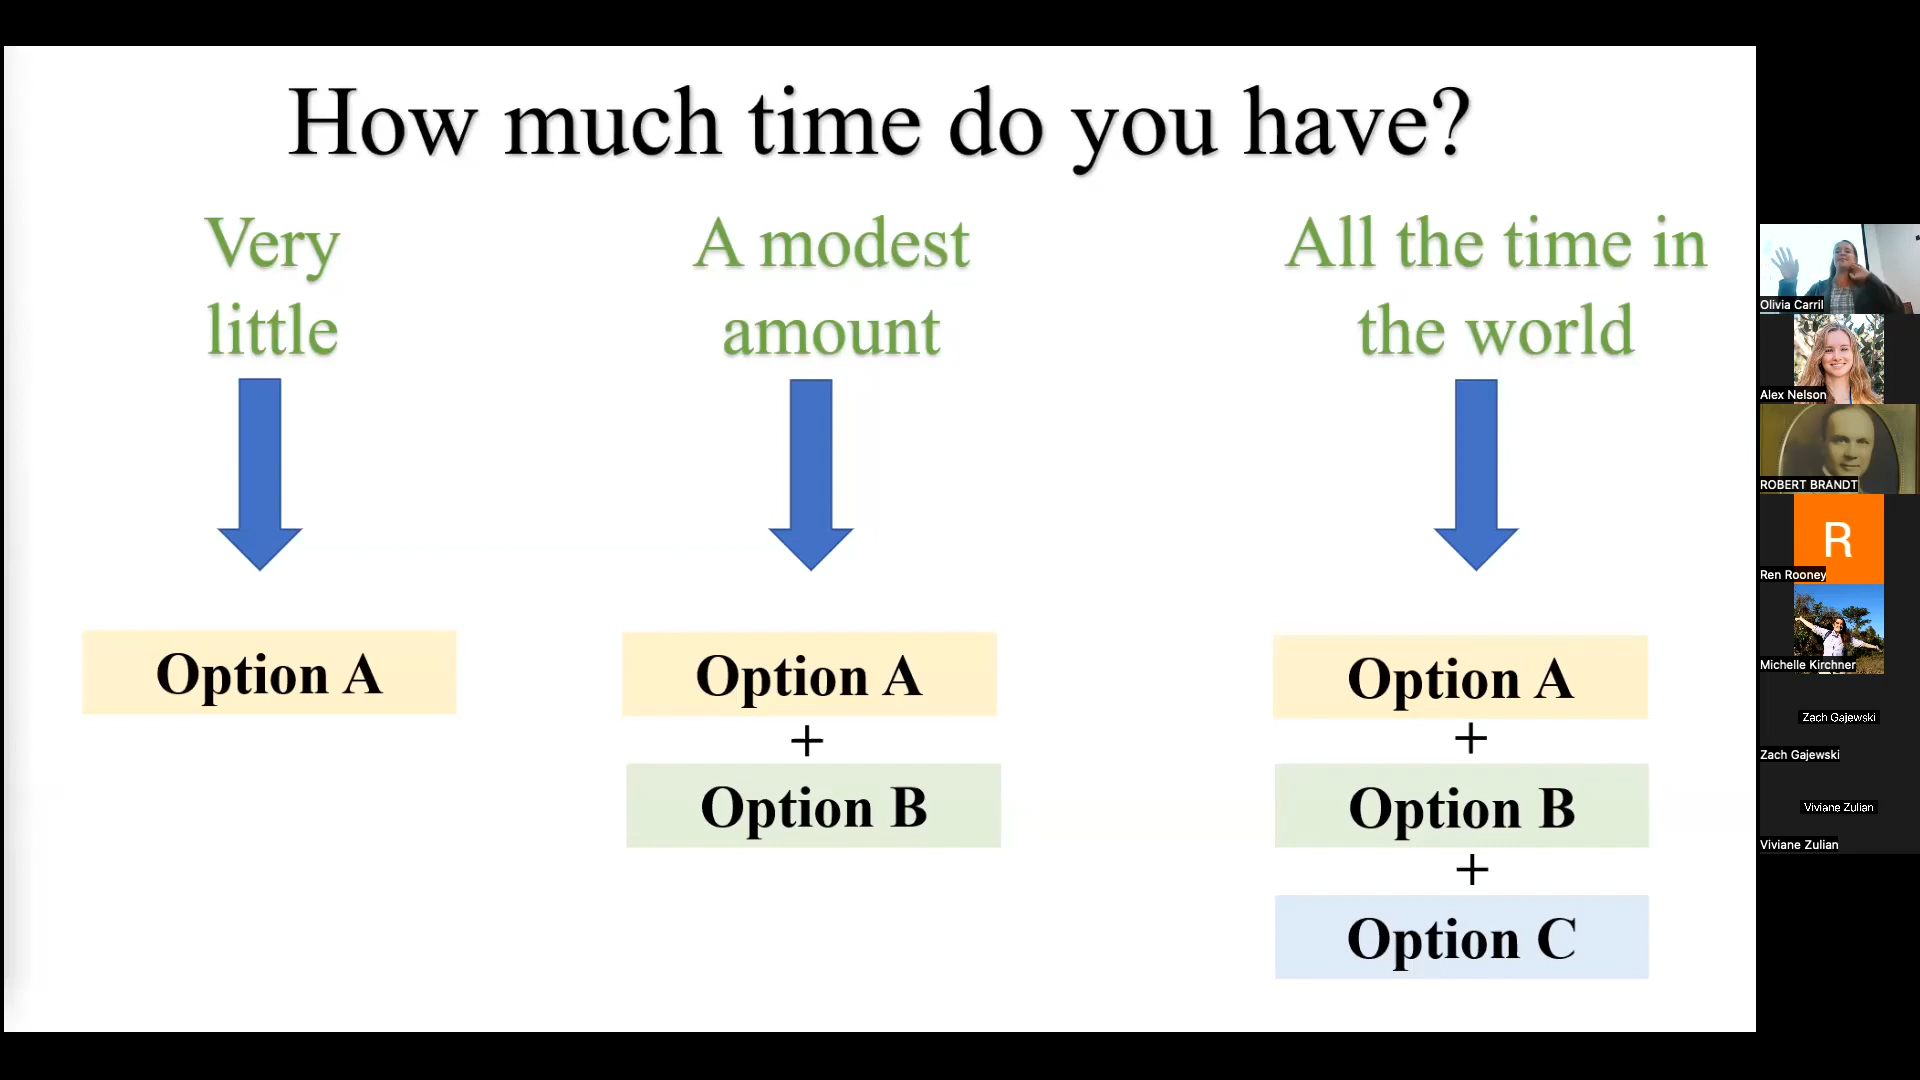 How much time do you have?
Very
little
A modest
amount
All the time in
the world
Option A
Option A
+
Option B
Option A
+
Option B
+
Option C
Olivia Carril
Alex Nelson
ROBERT BRANDT
R
Ren Rooney
Michelle Kirchner
Zach Gajewski
Zach Gajewski
Viviane Zulian
Viviane Zulian